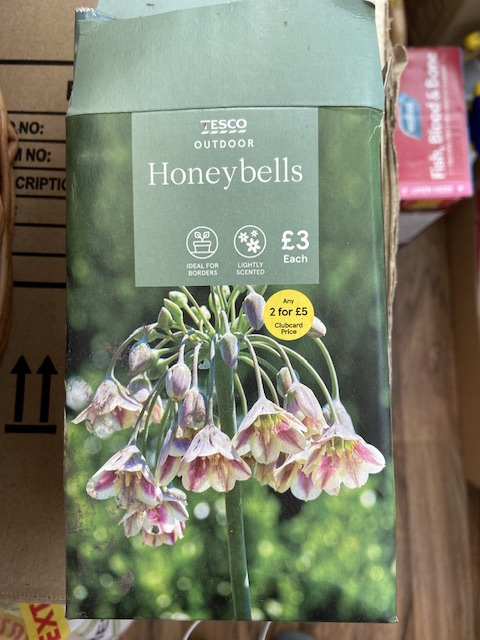 TESCO
OUTDOOR
Honeybells
IDEAL FOR
BORDERS
LIGHTLY
SCENTED
£3
Each
Any
2 for £5
Clubcard
Price
NO:
NO:
CRIPTIO
Fish, Blood & Bone
EXT